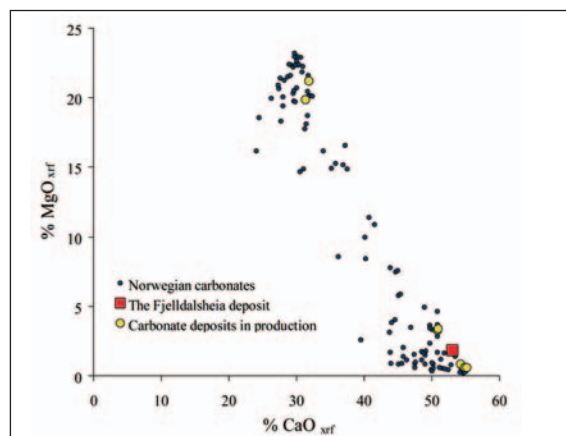 25
20
15
10
5
0
% MgO xrf
Norwegian carbonates
The Fjelldalsheia deposit
Carbonate deposits in production
0 10 20 30 40 50 60
% CaO xrf